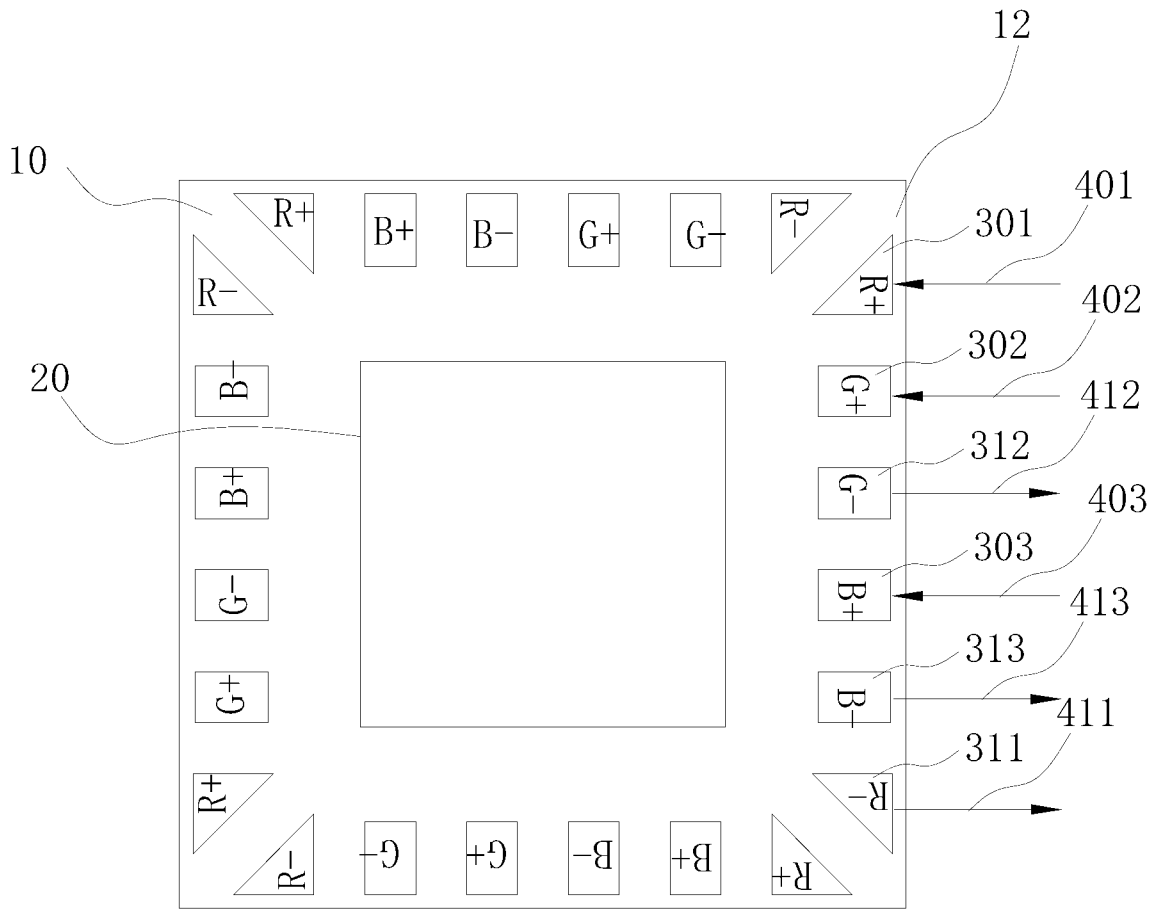 12
10
401
R+
B+
B-
G+
G-
R-
301
R-
R+
402
302
20
B-
G+
412
312
B+
G-
403
303
G-
B+
413
313
G+
B-
411
311
R+
R-
R-
G-
G+
B-
B+
R+